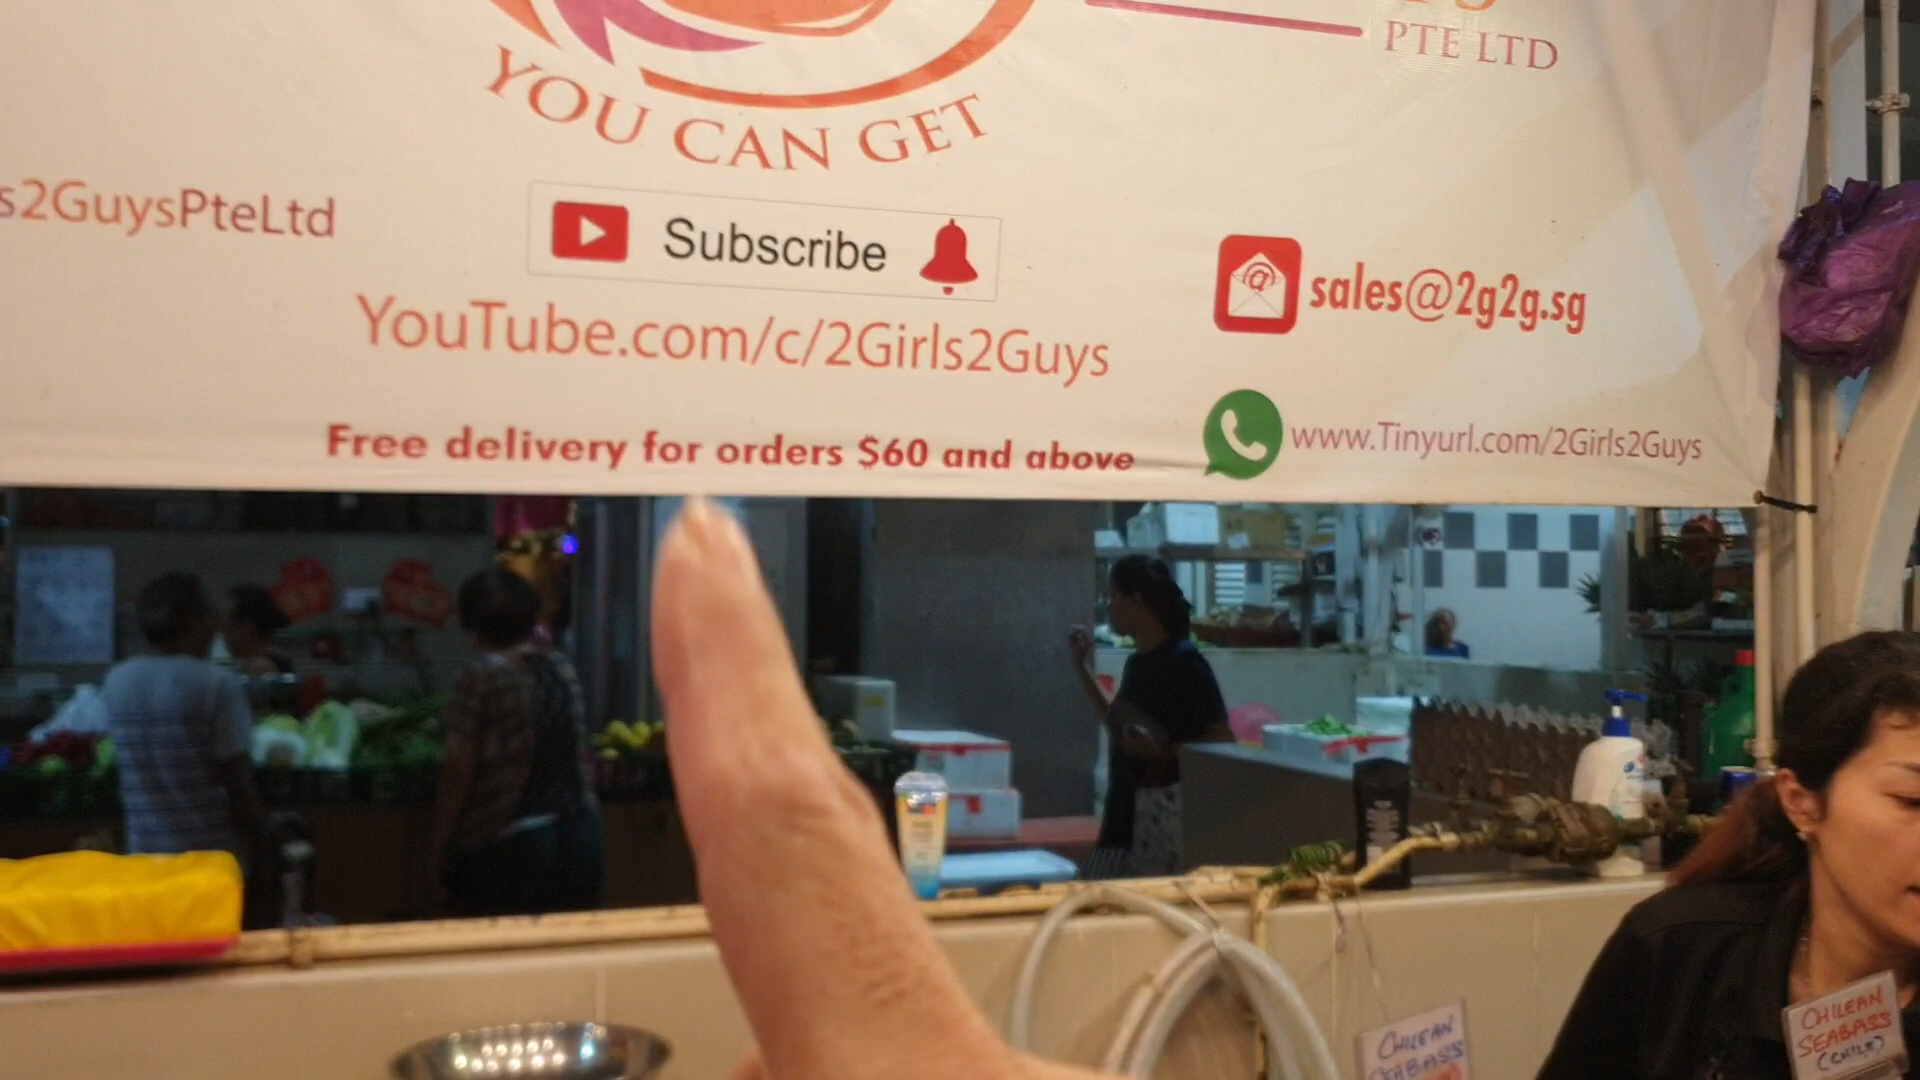 PTE LTD
YOU CAN GET
s2GuysPteLtd
Subscribe
sales@2g2g.sg
YouTube.com/c/2Girls2Guys
www.Tinyurl.com/2Girls2Guys
Free delivery for orders $60 and above
CHILEAN
SEABASS
(CHILE)
CHILEAN
SEABASS